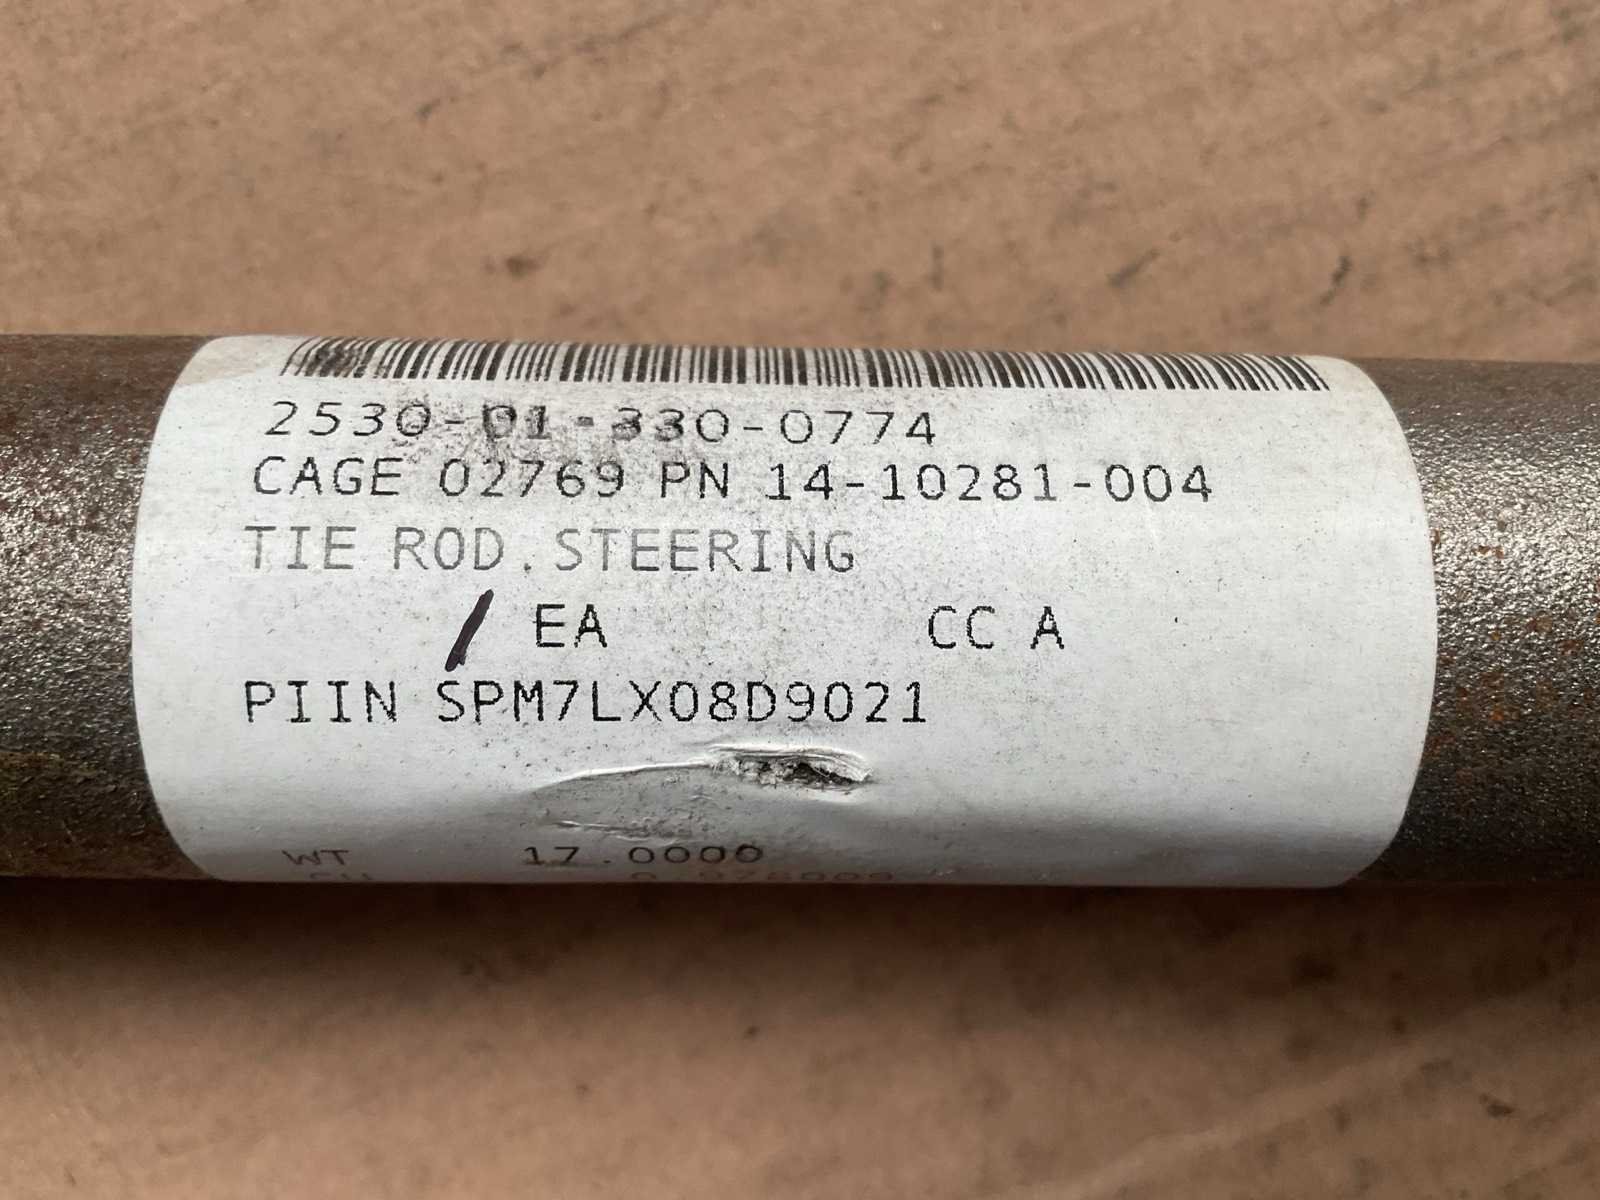 2530-01-330-0774
CAGE 02769 PN 14-10281-004
TIE ROD.STEERING
/ EA CC A
PIIN SPM7LX08D9021
WT 17.0000